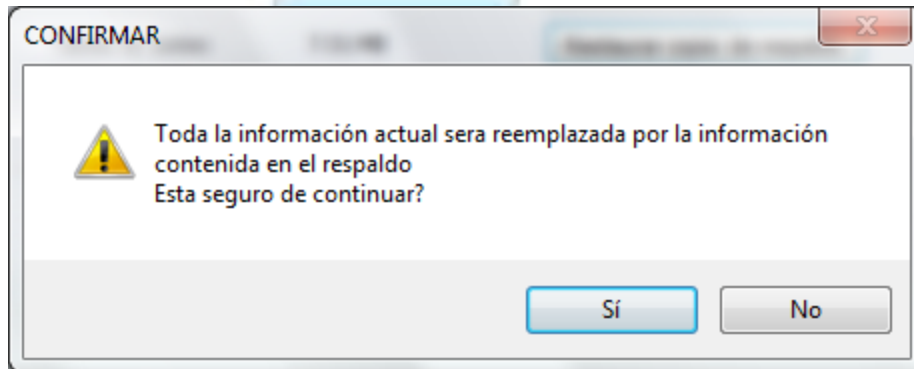 CONFIRMAR
Toda la información actual sera reemplazada por la información
contenida en el respaldo
Esta seguro de continuar?
Sí
No